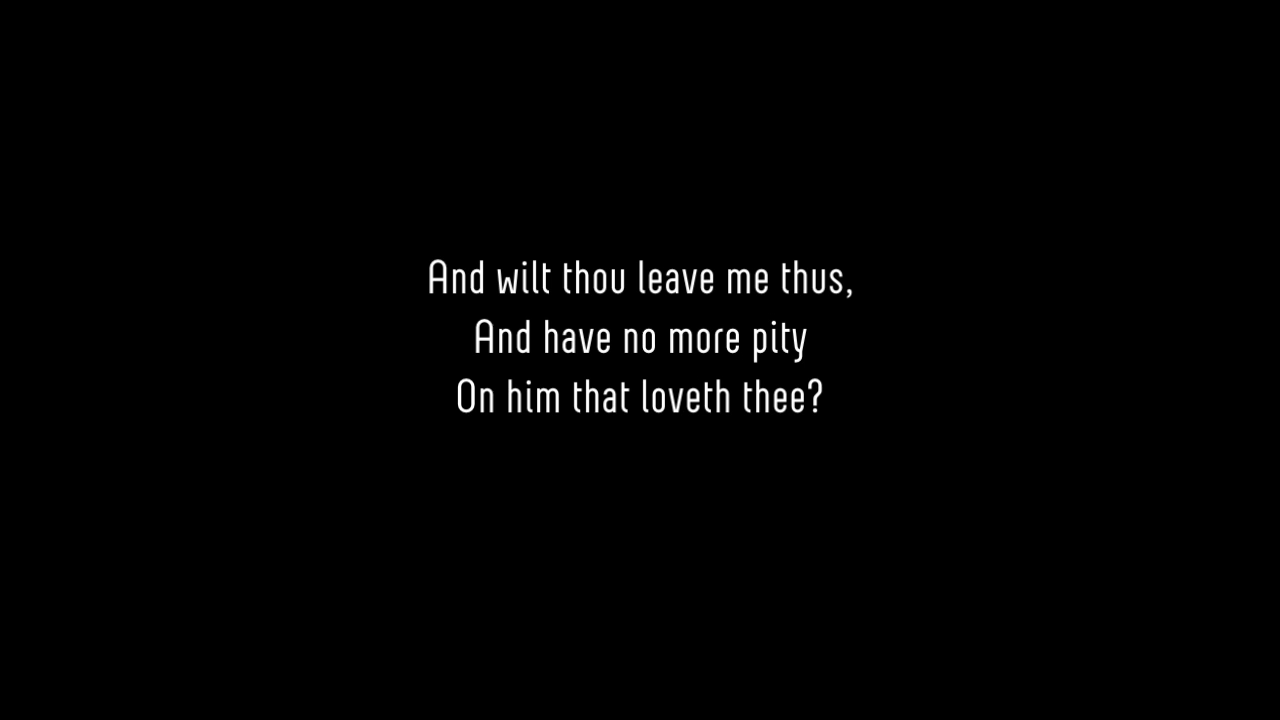 And wilt thou leave me thus,
And have no more pity
On him that loveth thee?